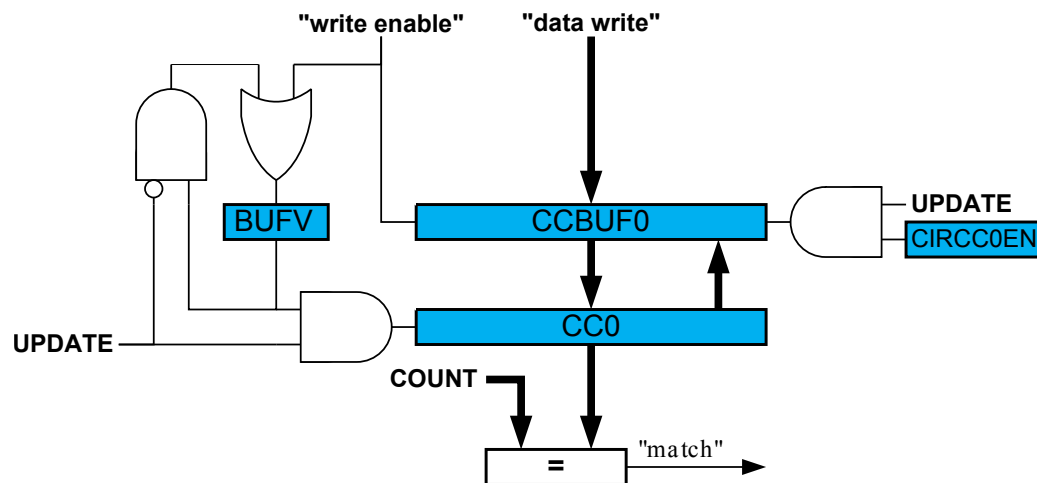 "write enable"
"data write"
BUFV
CCBUF0
UPDATE
CIRCC0EN
UPDATE
CC0
COUNT
=
"match"